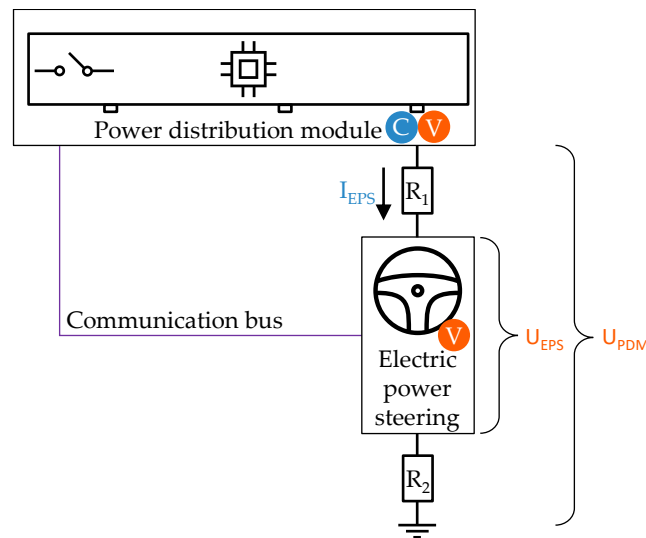 Power distribution module
C
V
I_EPS
R_1
Communication bus
V
Electric
power
steering
U_EPS
U_PDM
R_2